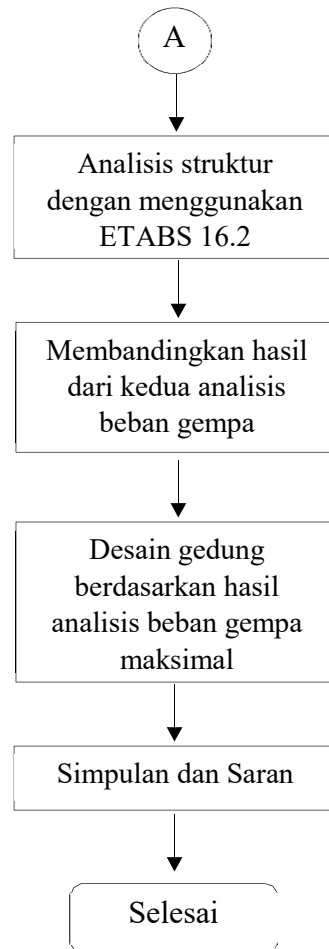 A
Analisis struktur
dengan menggunakan
ETABS 16.2
Membandingkan hasil
dari kedua analisis
beban gempa
Desain gedung
berdasarkan hasil
analisis beban gempa
maksimal
Simpulan dan Saran
Selesai